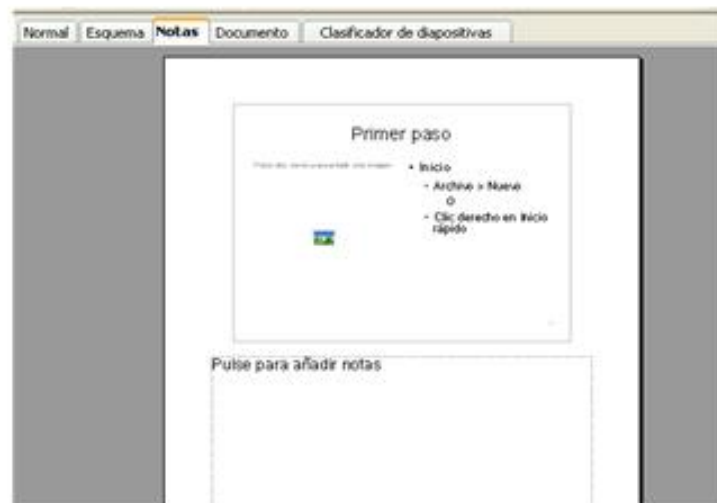 Normal Esquema Notas Documento Clasificador de diapositivas
Primer paso
• Inicio
- Archivo > Nuevo
O
- Clic derecho en Inicio
rápido
Pulse para añadir notas